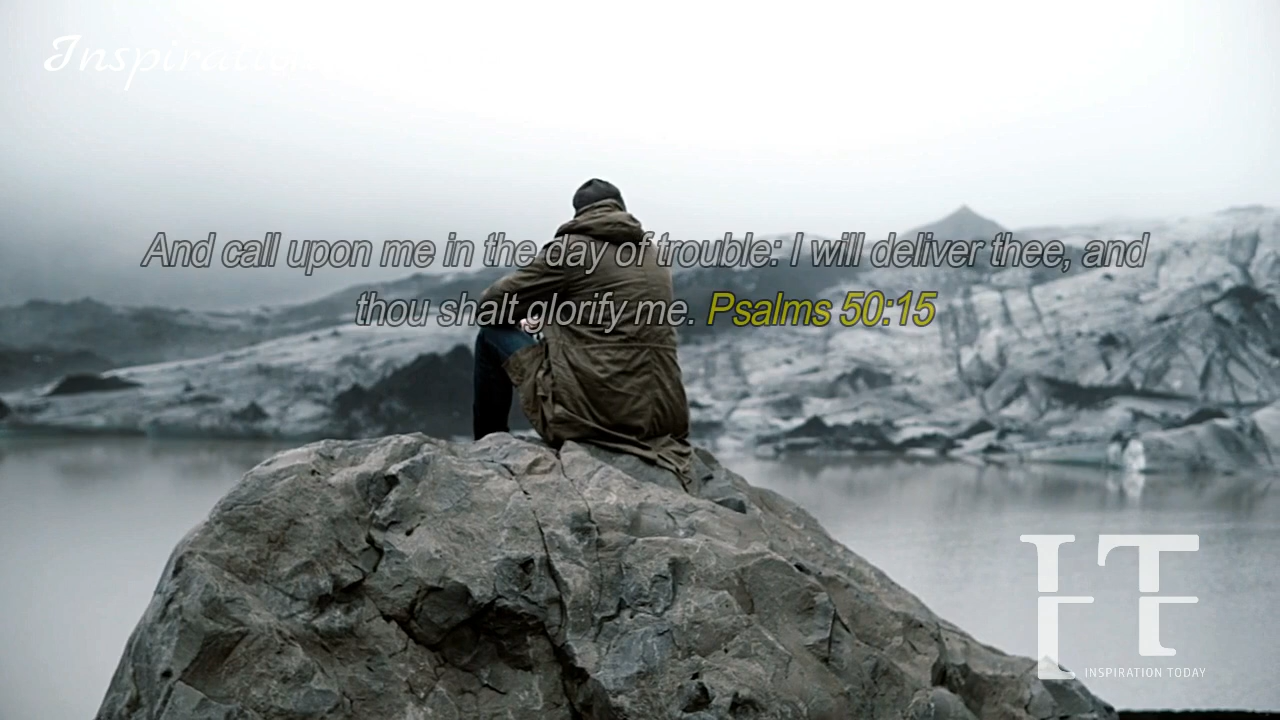 Inspiration
And call upon me in the day of trouble: I will deliver thee, and
thou shalt glorify me. Psalms 50:15
IT
INSPIRATION TODAY